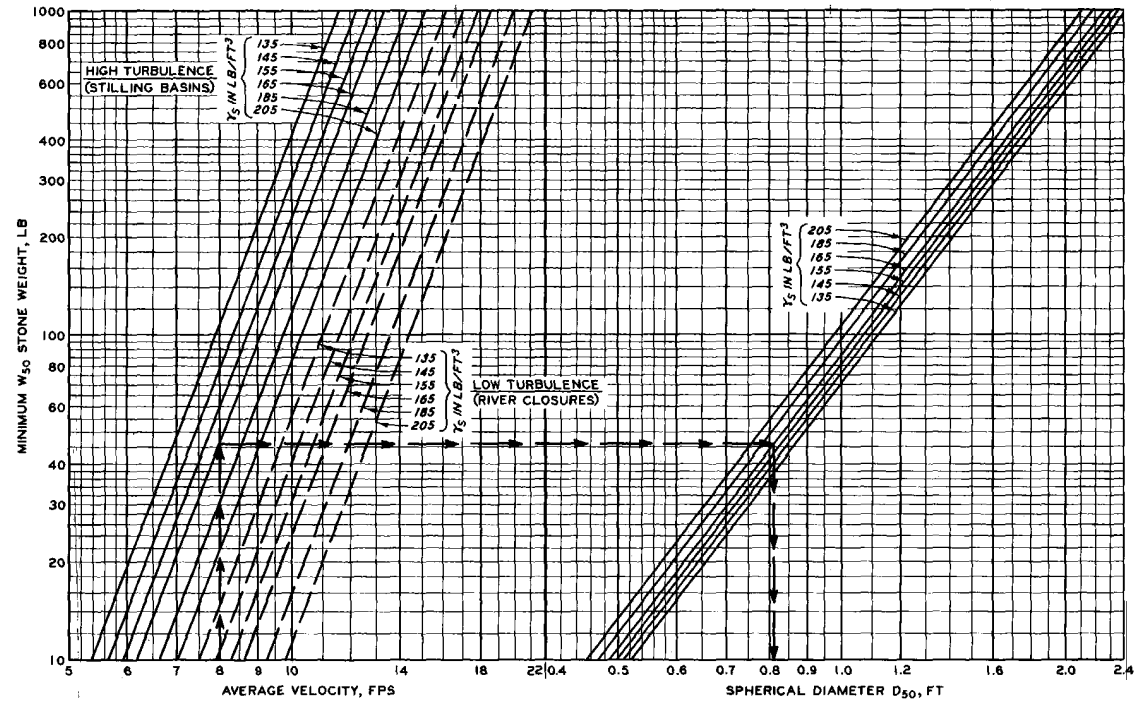 1000
800
600
400
300
200
100
80
60
40
30
20
10
MINIMUM W50 STONE WEIGHT, LB
HIGH TURBULENCE
(STILLING BASINS)
γS IN LB/FT³
135
145
155
165
185
205
135
145
155
165
185
205
γS IN LB/FT³
LOW TURBULENCE
(RIVER CLOSURES)
γS IN LB/FT³
205
185
165
155
145
135
5 6 7 8 9 10 14 18 22 0.4 0.5 0.6 0.7 0.8 0.9 1.0 1.2 1.6 2.0 2.4
AVERAGE VELOCITY, FPS
SPHERICAL DIAMETER D50, FT